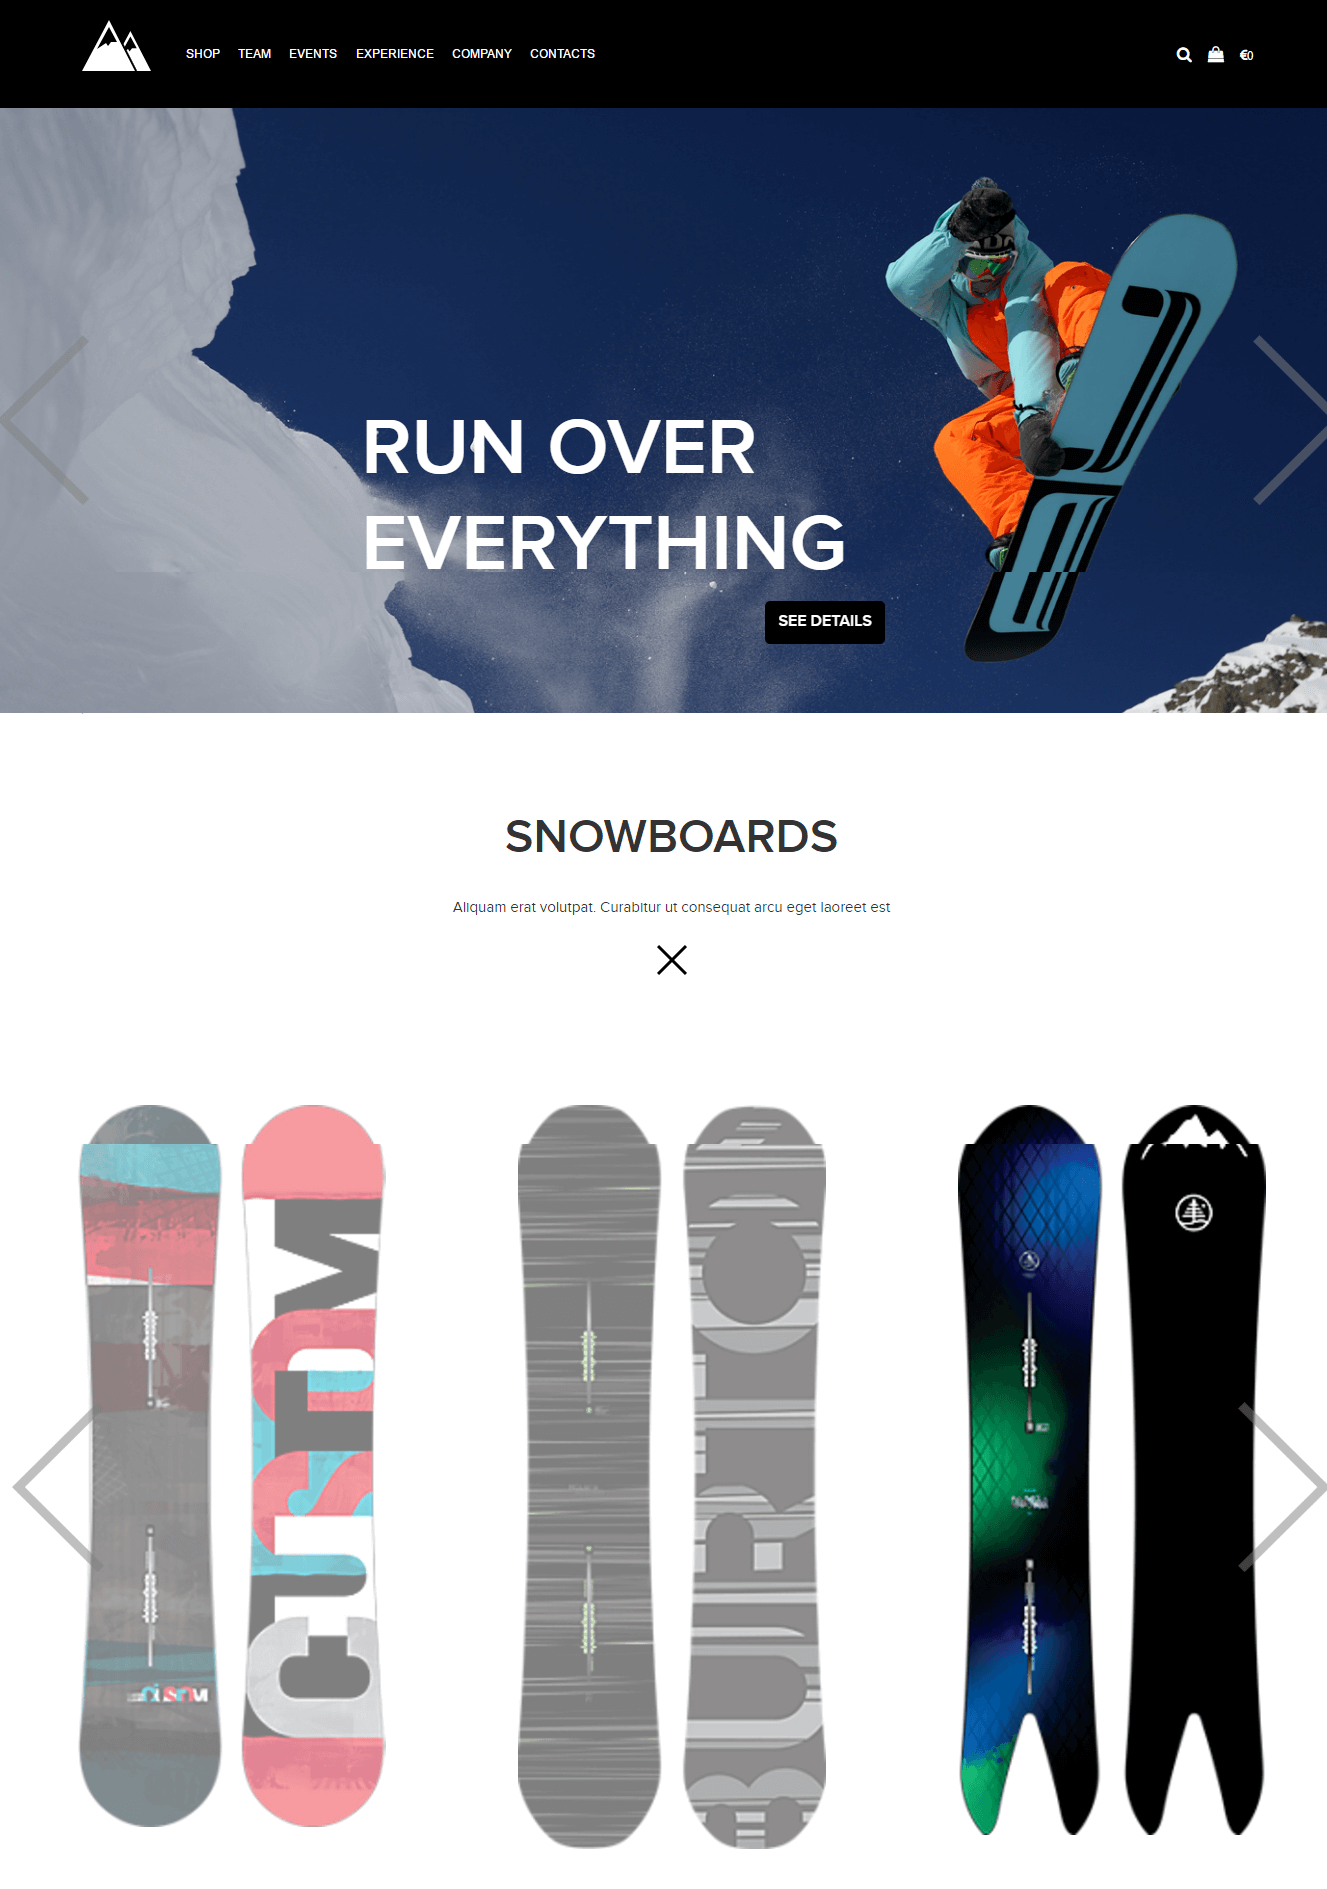 SHOP TEAM EVENTS EXPERIENCE COMPANY CONTACTS €0
RUN OVER
EVERYTHING
SEE DETAILS
SNOWBOARDS
Aliquam erat volutpat. Curabitur ut consequat arcu eget laoreet est
CUSTOM